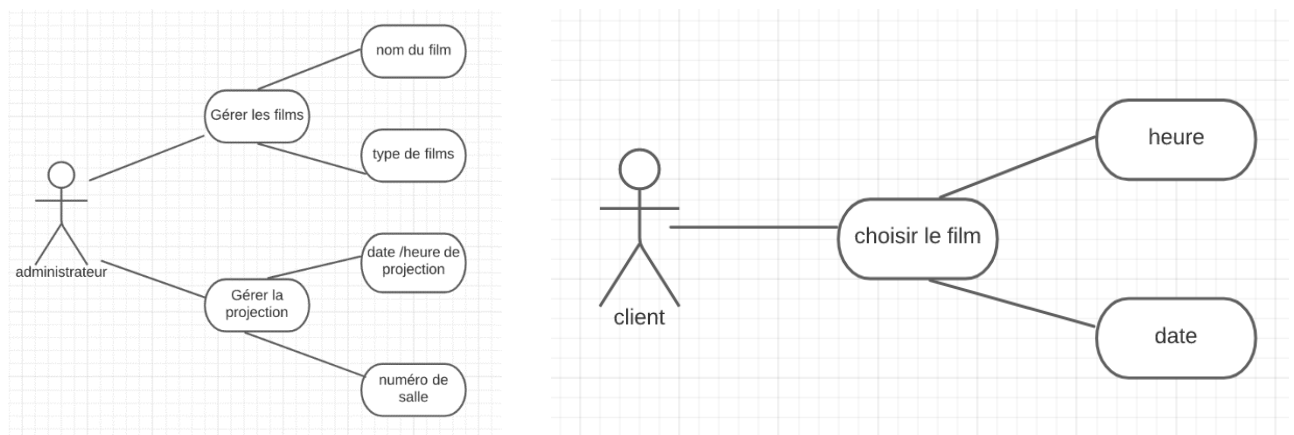 nom du film
Gérer les films
type de films
administrateur
date /heure de
projection
Gérer la
projection
numéro de
salle
heure
choisir le film
client
date